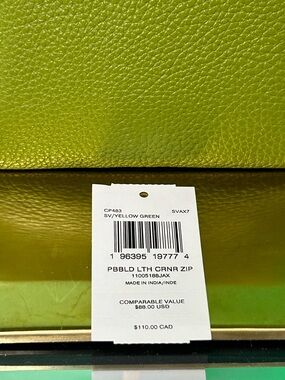 CP483 SVAX7
SV/YELLOW GREEN
1 96395 19777 4
PBBLD LTH CRNR ZIP
11005188JAX
MADE IN INDIA/INDE
COMPARABLE VALUE
$88.00 USD
$110.00 CAD